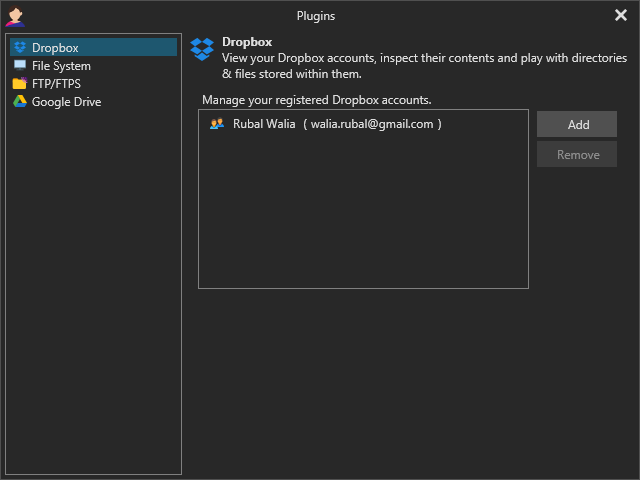 Plugins
Dropbox
File System
FTP/FTPS
Google Drive
Dropbox
View your Dropbox accounts, inspect their contents and play with directories
& files stored within them.
Manage your registered Dropbox accounts.
Rubal Walia ( walia.rubal@gmail.com )
Add
Remove